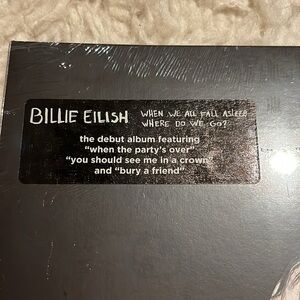 BILLIE EILISH WHEN WE ALL FALL ASLEEP
WHERE DO WE GO?
the debut album featuring
"when the party's over"
"you should see me in a crown"
and "bury a friend"